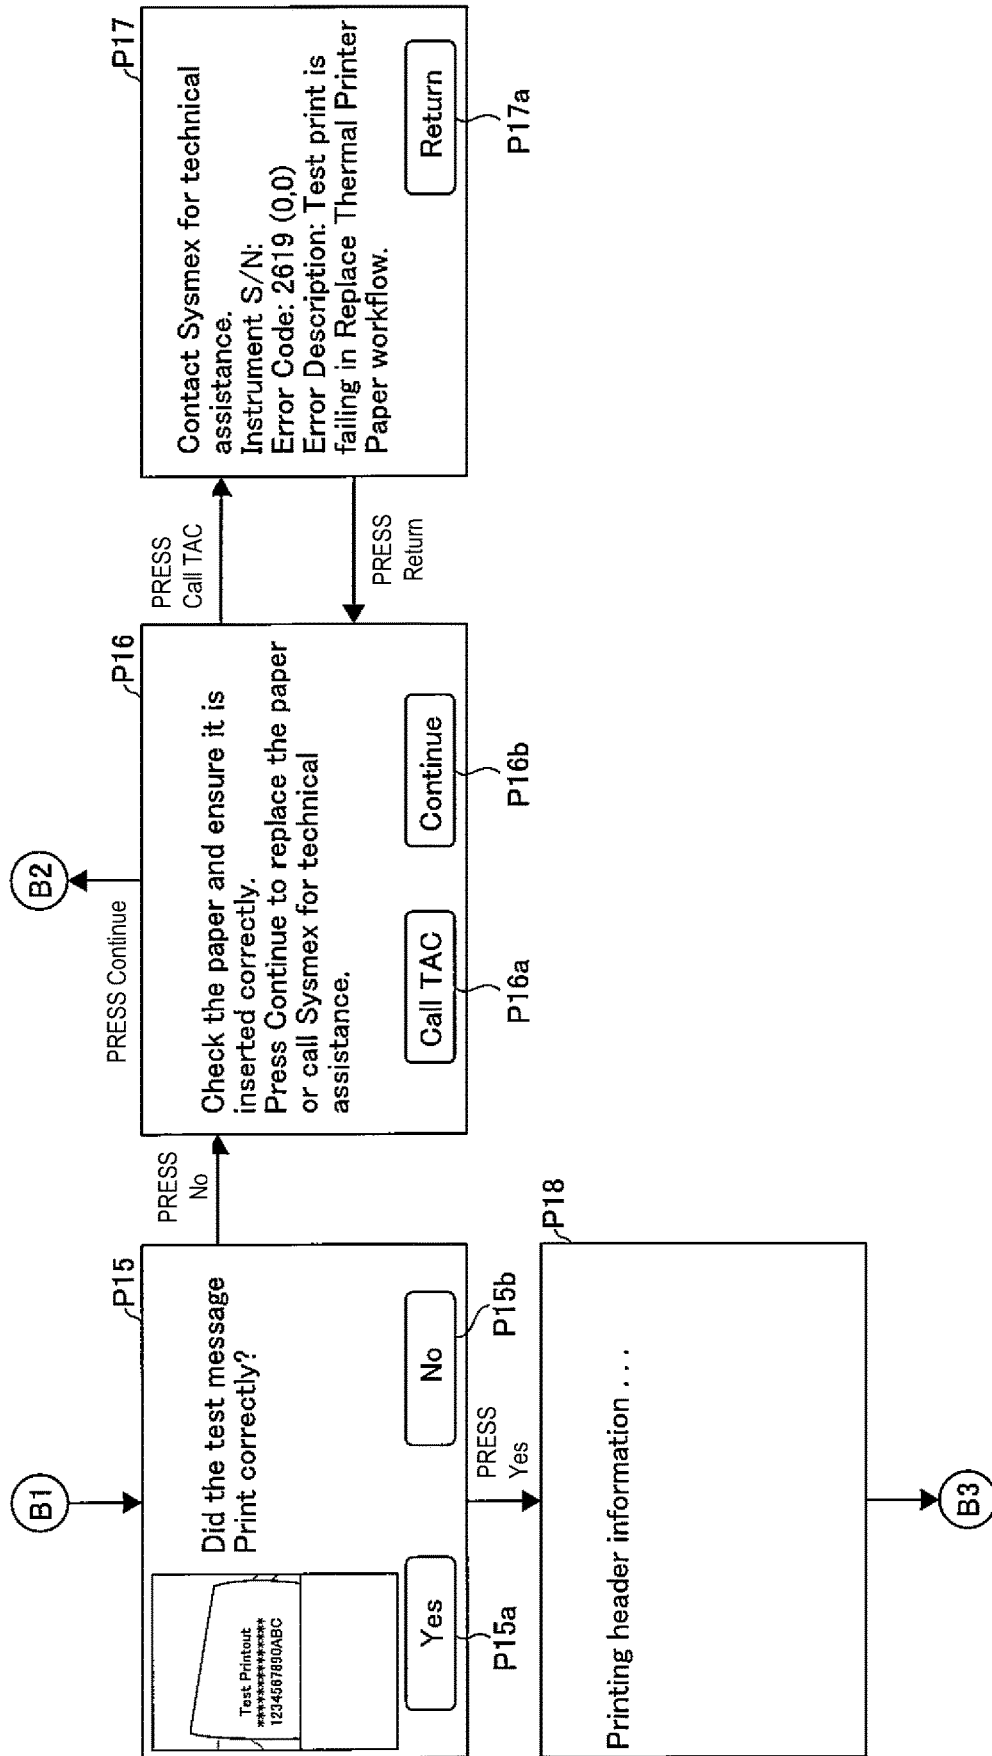 B1
P15
Test Printout
**************
1234567890ABC
Did the test message
Print correctly?
Yes
No
P15a
P15b
PRESS
No
PRESS
Yes
B2
PRESS Continue
P16
Check the paper and ensure it is
inserted correctly.
Press Continue to replace the paper
or call Sysmex for technical
assistance.
Call TAC
Continue
P16a
P16b
PRESS
Call TAC
PRESS
Return
P17
Contact Sysmex for technical
assistance.
Instrument S/N:
Error Code: 2619 (0,0)
Error Description: Test print is
failing in Replace Thermal Printer
Paper workflow.
Return
P17a
P18
Printing header information . . .
B3